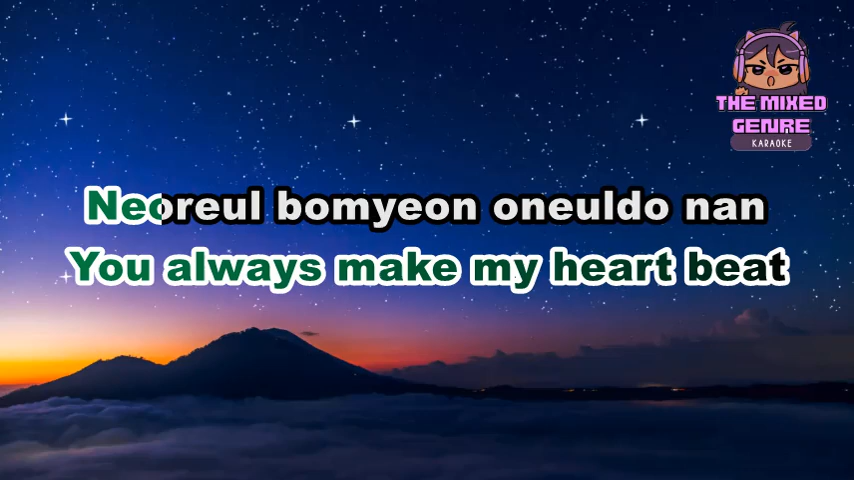 THE MIXED
GENRE
KARAOKE
Neoreul bomyeon oneuldo nan
You always make my heart beat